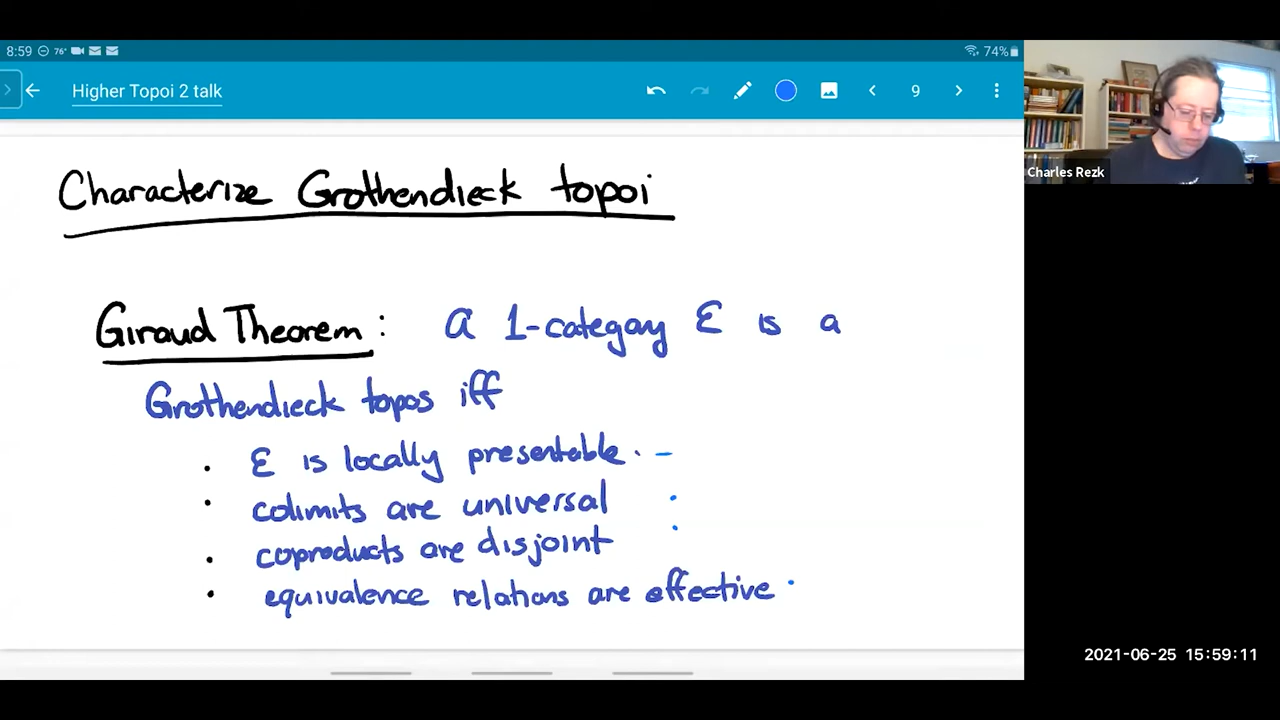 8:59 76° 74%
Higher Topoi 2 talk 9
Charles Rezk
Characterize Grothendieck topoi
Giraud Theorem: A 1-category ℰ is a
Grothendieck topos iff
· ℰ is locally presentable. -
· colimits are universal
· coproducts are disjoint
· equivalence relations are effective
2021-06-25 15:59:11